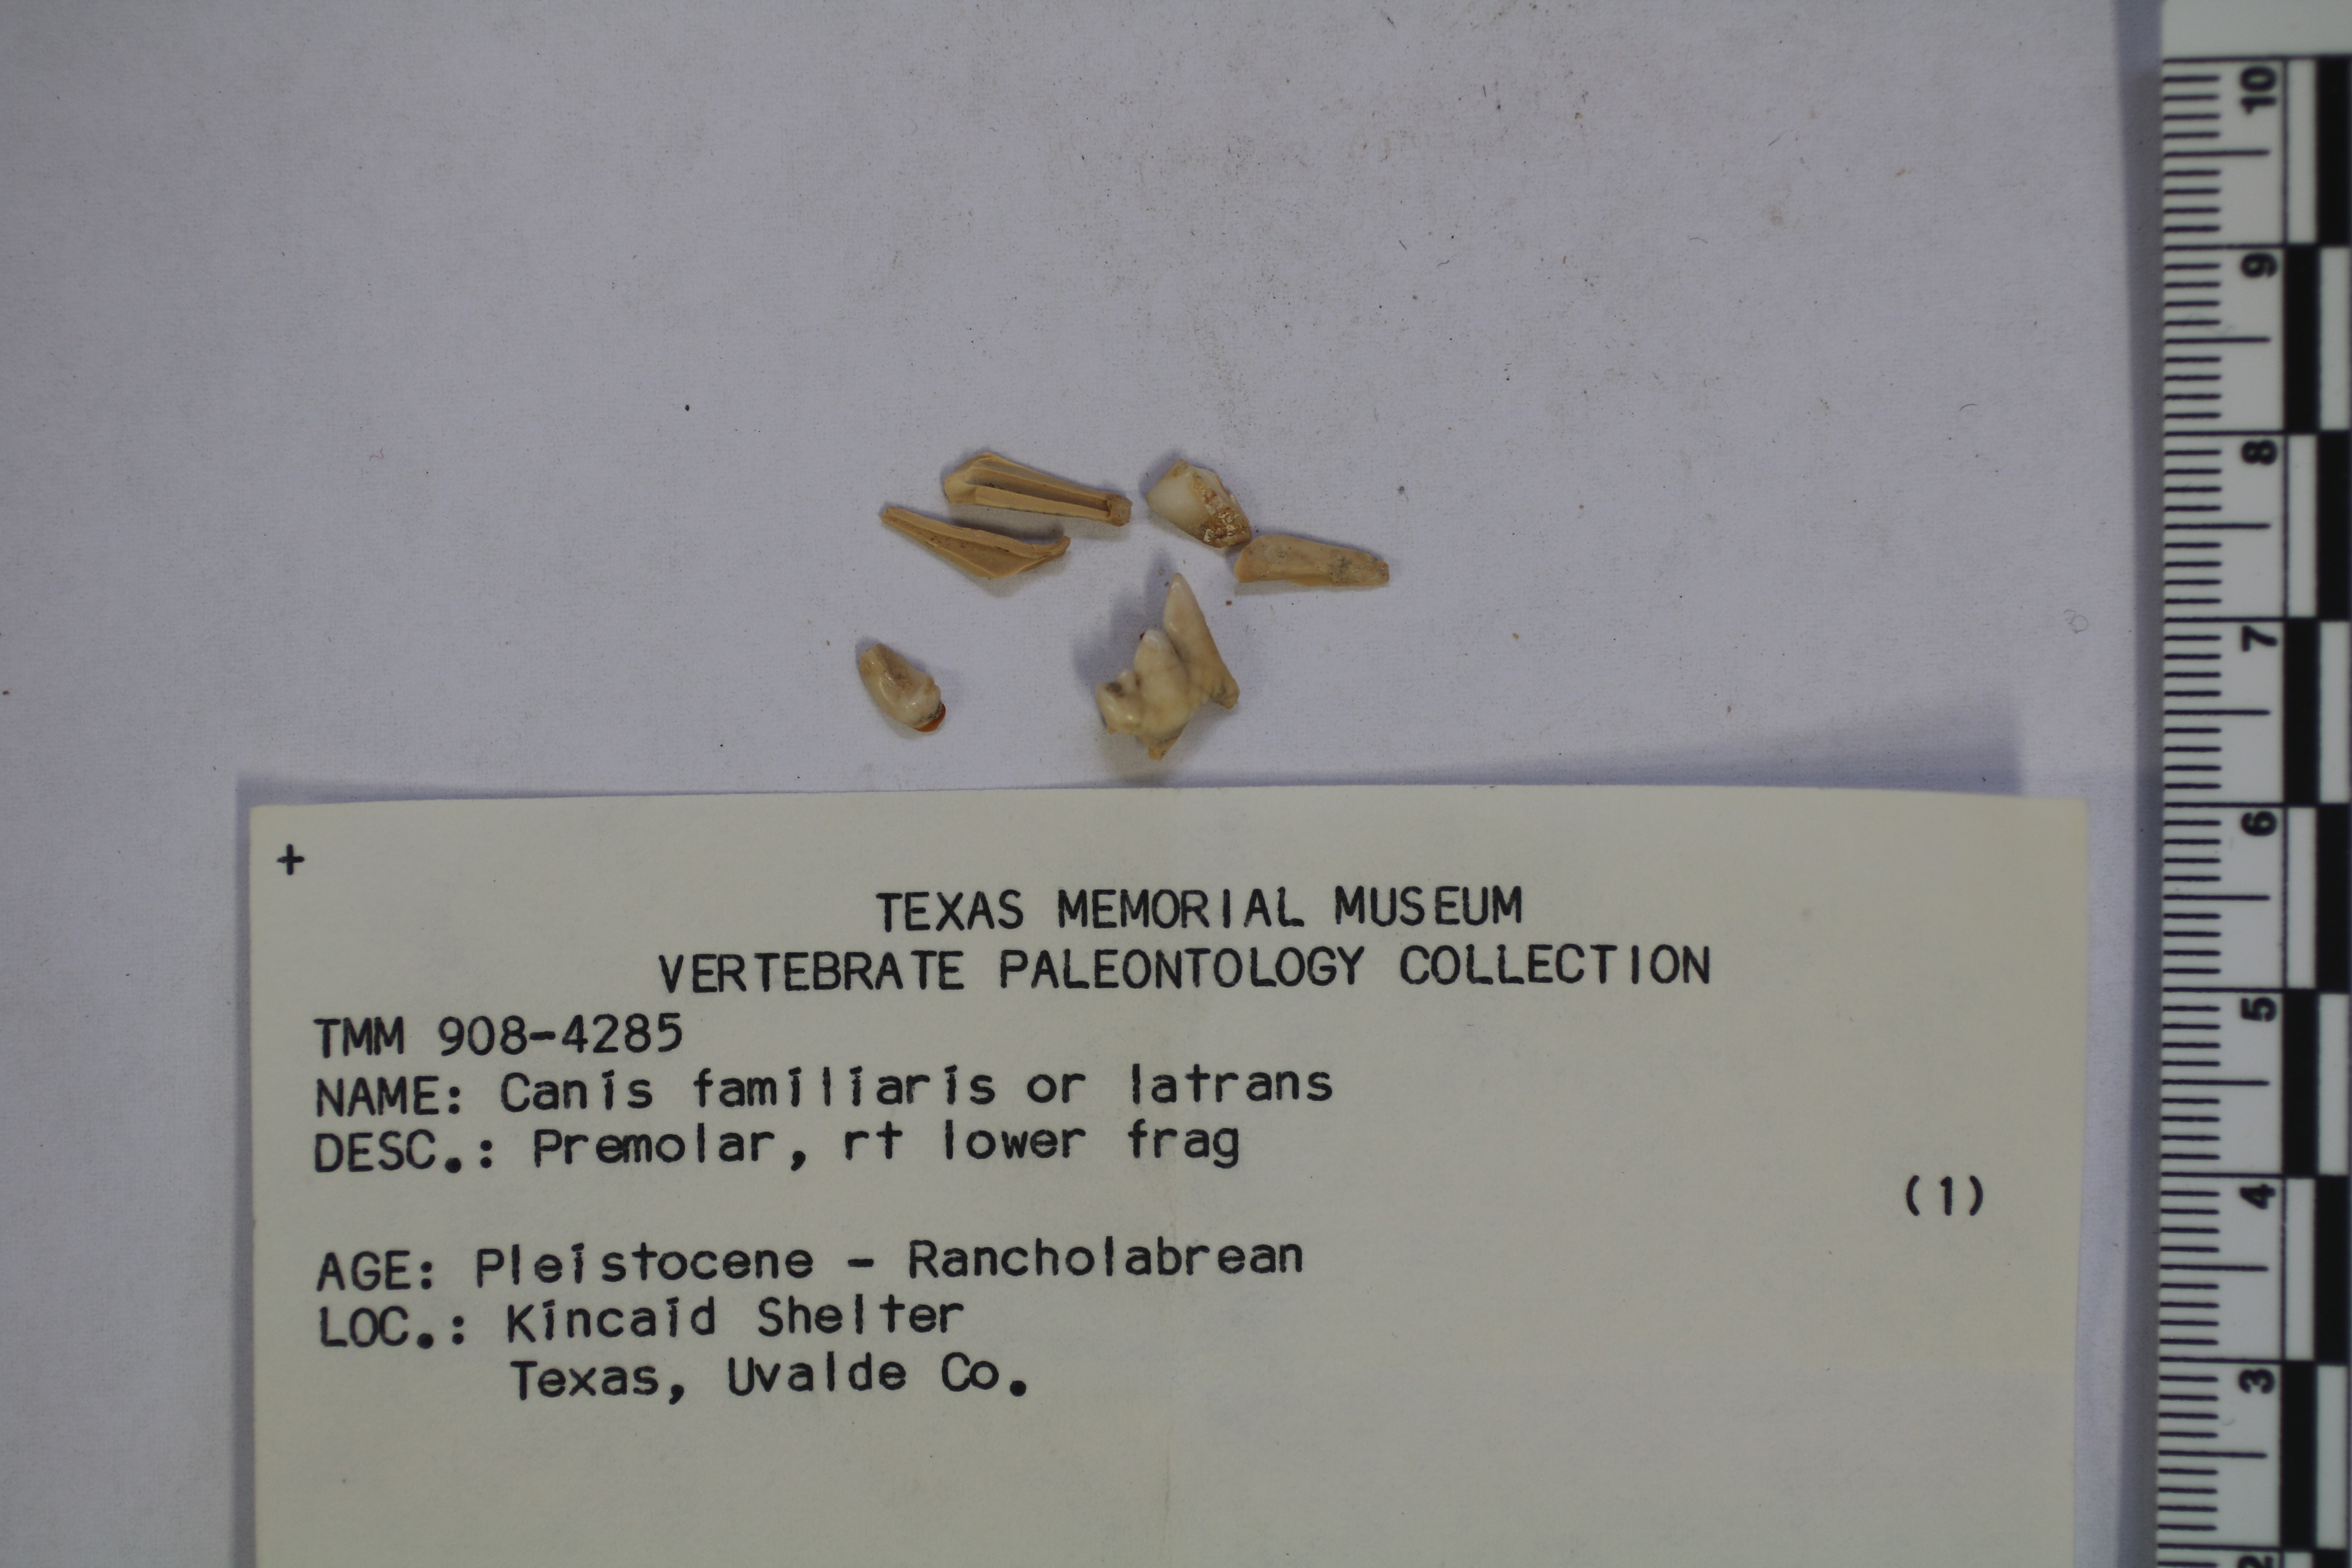 +
TEXAS MEMORIAL MUSEUM
VERTEBRATE PALEONTOLOGY COLLECTION
TMM 908-4285
NAME: Canis familiaris or latrans
DESC.: Premolar, rt lower frag
(1)
AGE: Pleistocene - Rancholabrean
LOC.: Kincaid Shelter
Texas, Uvalde Co.
10
9
8
7
6
5
4
3
2